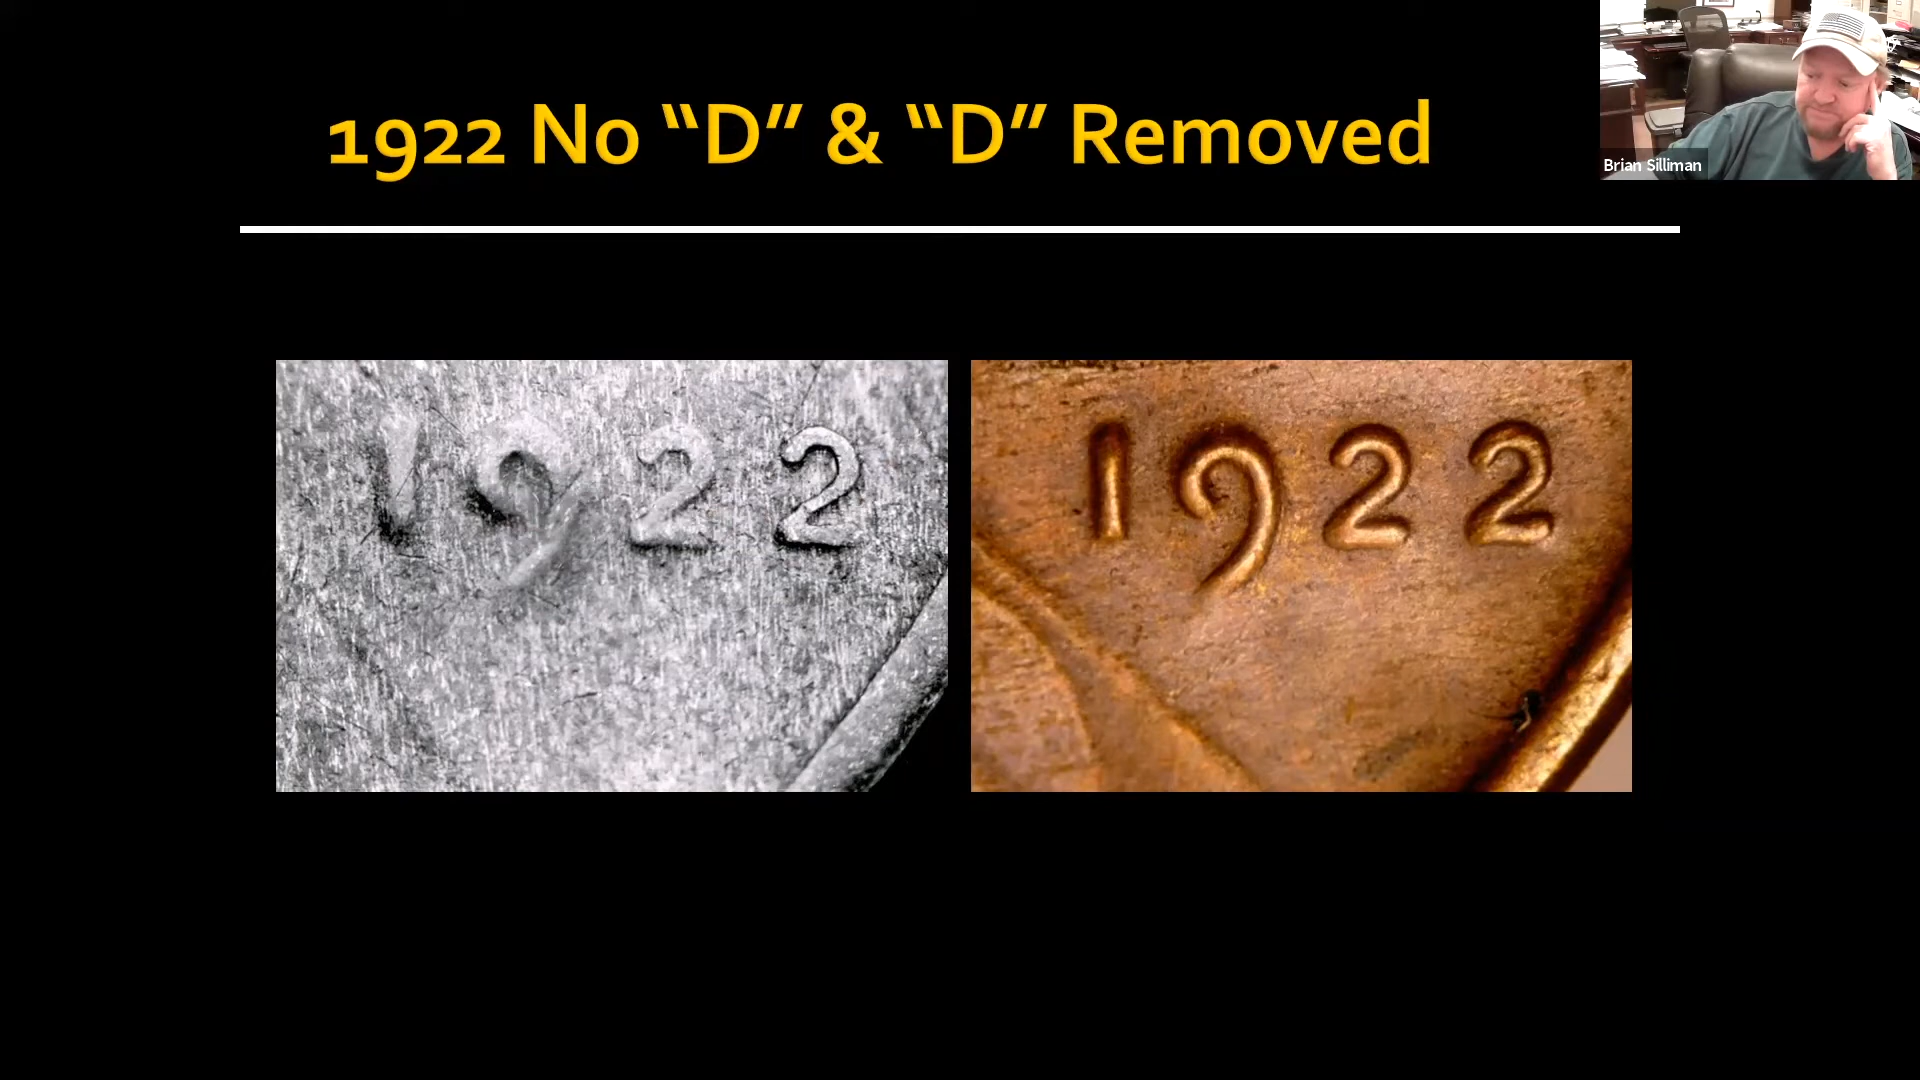 1922 No “D” & “D” Removed
Brian Silliman
1922
1922